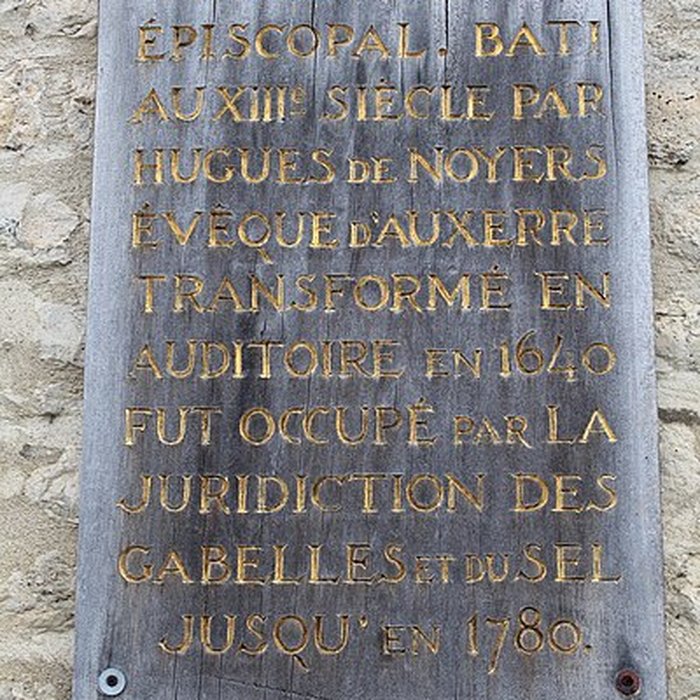 ÉPISCOPAL. BATI
AU XIIIᵉ SIÈCLE PAR
HUGUES DE NOYERS
ÉVÊQUE D'AUXERRE
TRANSFORMÉ EN
AUDITOIRE EN 1640
FUT OCCUPÉ PAR LA
JURIDICTION DES
GABELLES ET DU SEL
JUSQU' EN 1780.